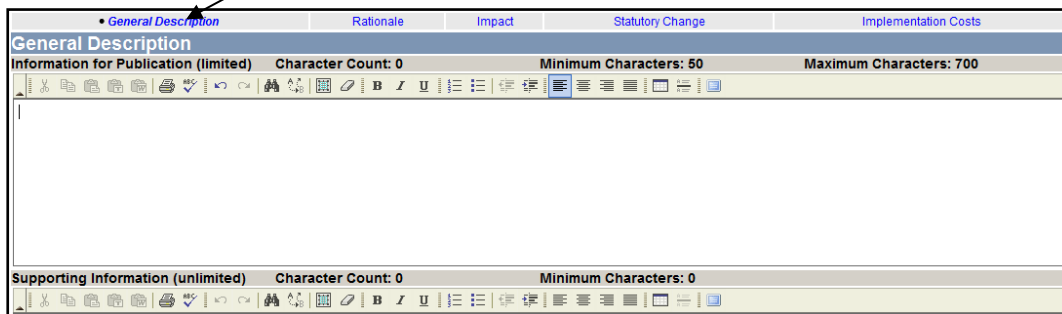 • General Description Rationale Impact Statutory Change Implementation Costs
General Description
Information for Publication (limited) Character Count: 0 Minimum Characters: 50 Maximum Characters: 700
B I U
Supporting Information (unlimited) Character Count: 0 Minimum Characters: 0
B I U